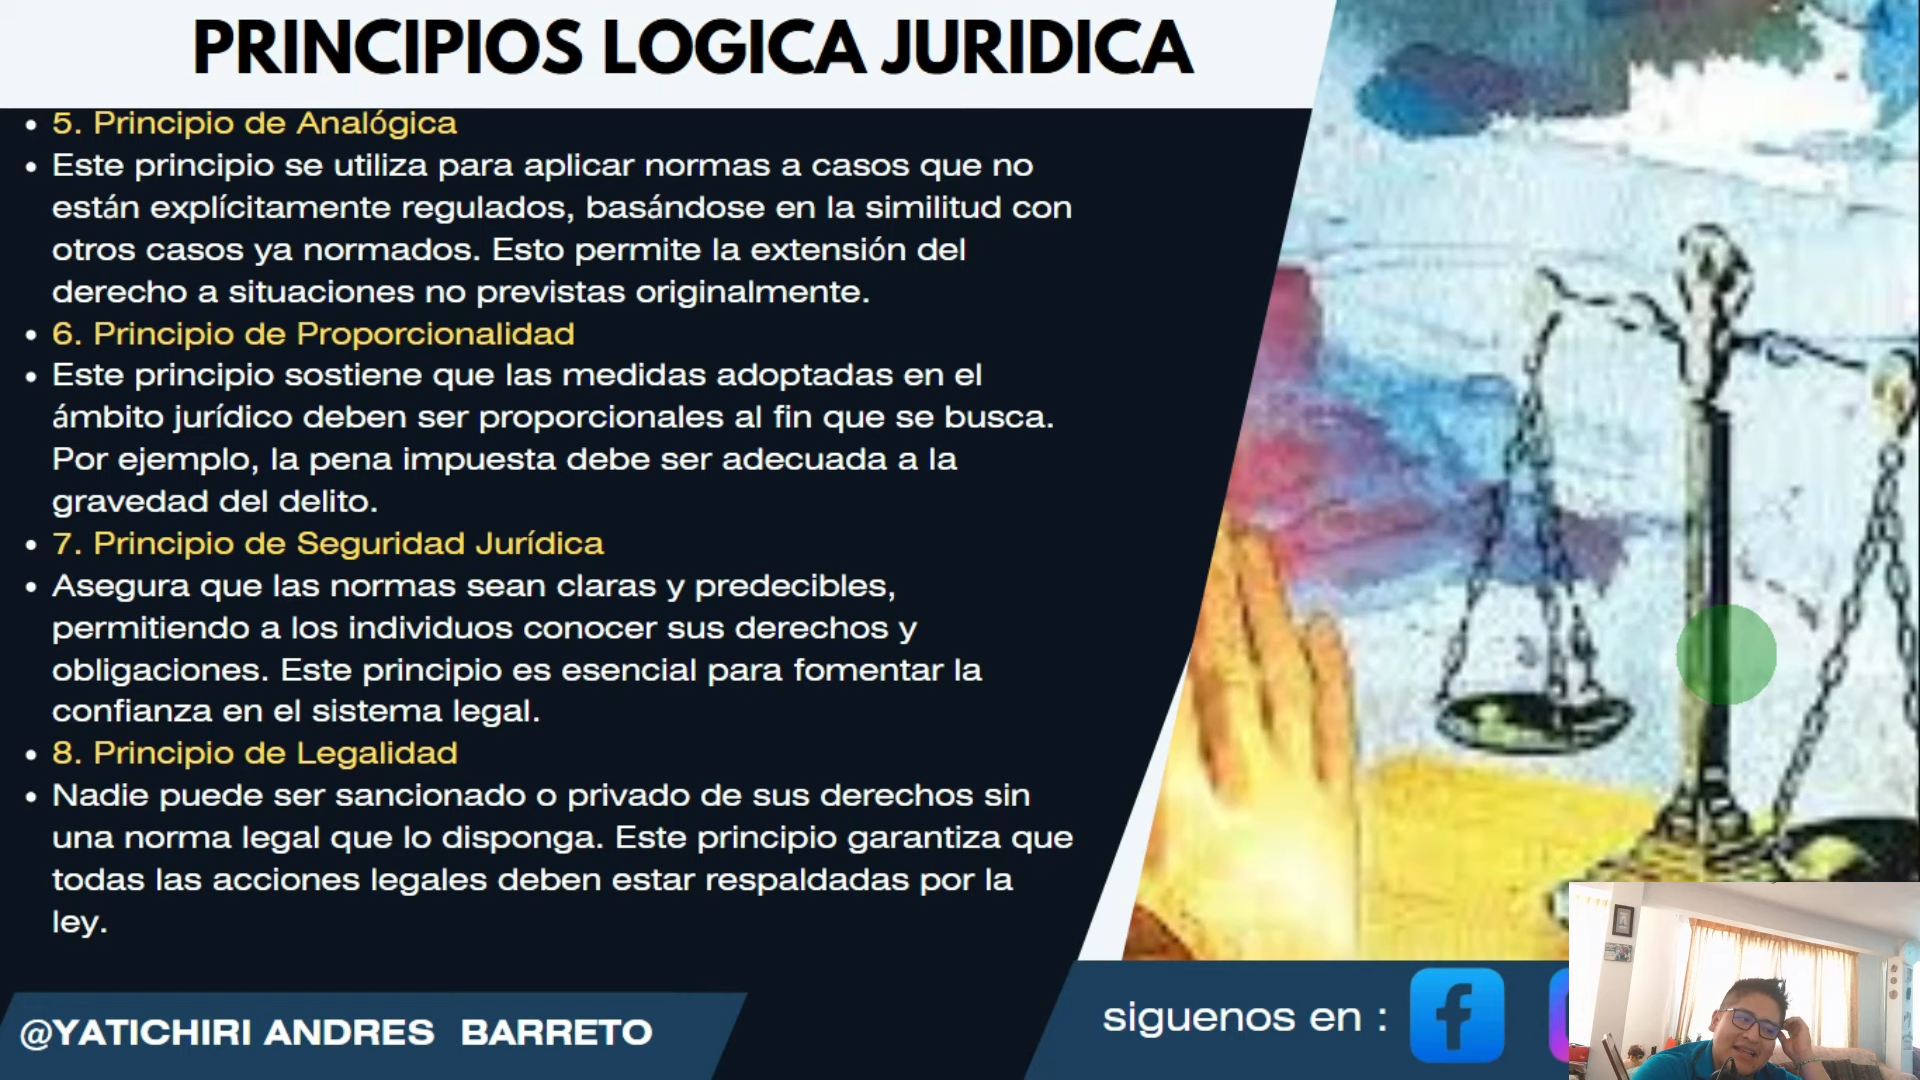 PRINCIPIOS LOGICA JURIDICA
• 5. Principio de Analógica
• Este principio se utiliza para aplicar normas a casos que no
están explícitamente regulados, basándose en la similitud con
otros casos ya normados. Esto permite la extensión del
derecho a situaciones no previstas originalmente.
• 6. Principio de Proporcionalidad
• Este principio sostiene que las medidas adoptadas en el
ámbito jurídico deben ser proporcionales al fin que se busca.
Por ejemplo, la pena impuesta debe ser adecuada a la
gravedad del delito.
• 7. Principio de Seguridad Jurídica
• Asegura que las normas sean claras y predecibles,
permitiendo a los individuos conocer sus derechos y
obligaciones. Este principio es esencial para fomentar la
confianza en el sistema legal.
• 8. Principio de Legalidad
• Nadie puede ser sancionado o privado de sus derechos sin
una norma legal que lo disponga. Este principio garantiza que
todas las acciones legales deben estar respaldadas por la
ley.
@YATICHIRI ANDRES BARRETO
siguenos en :